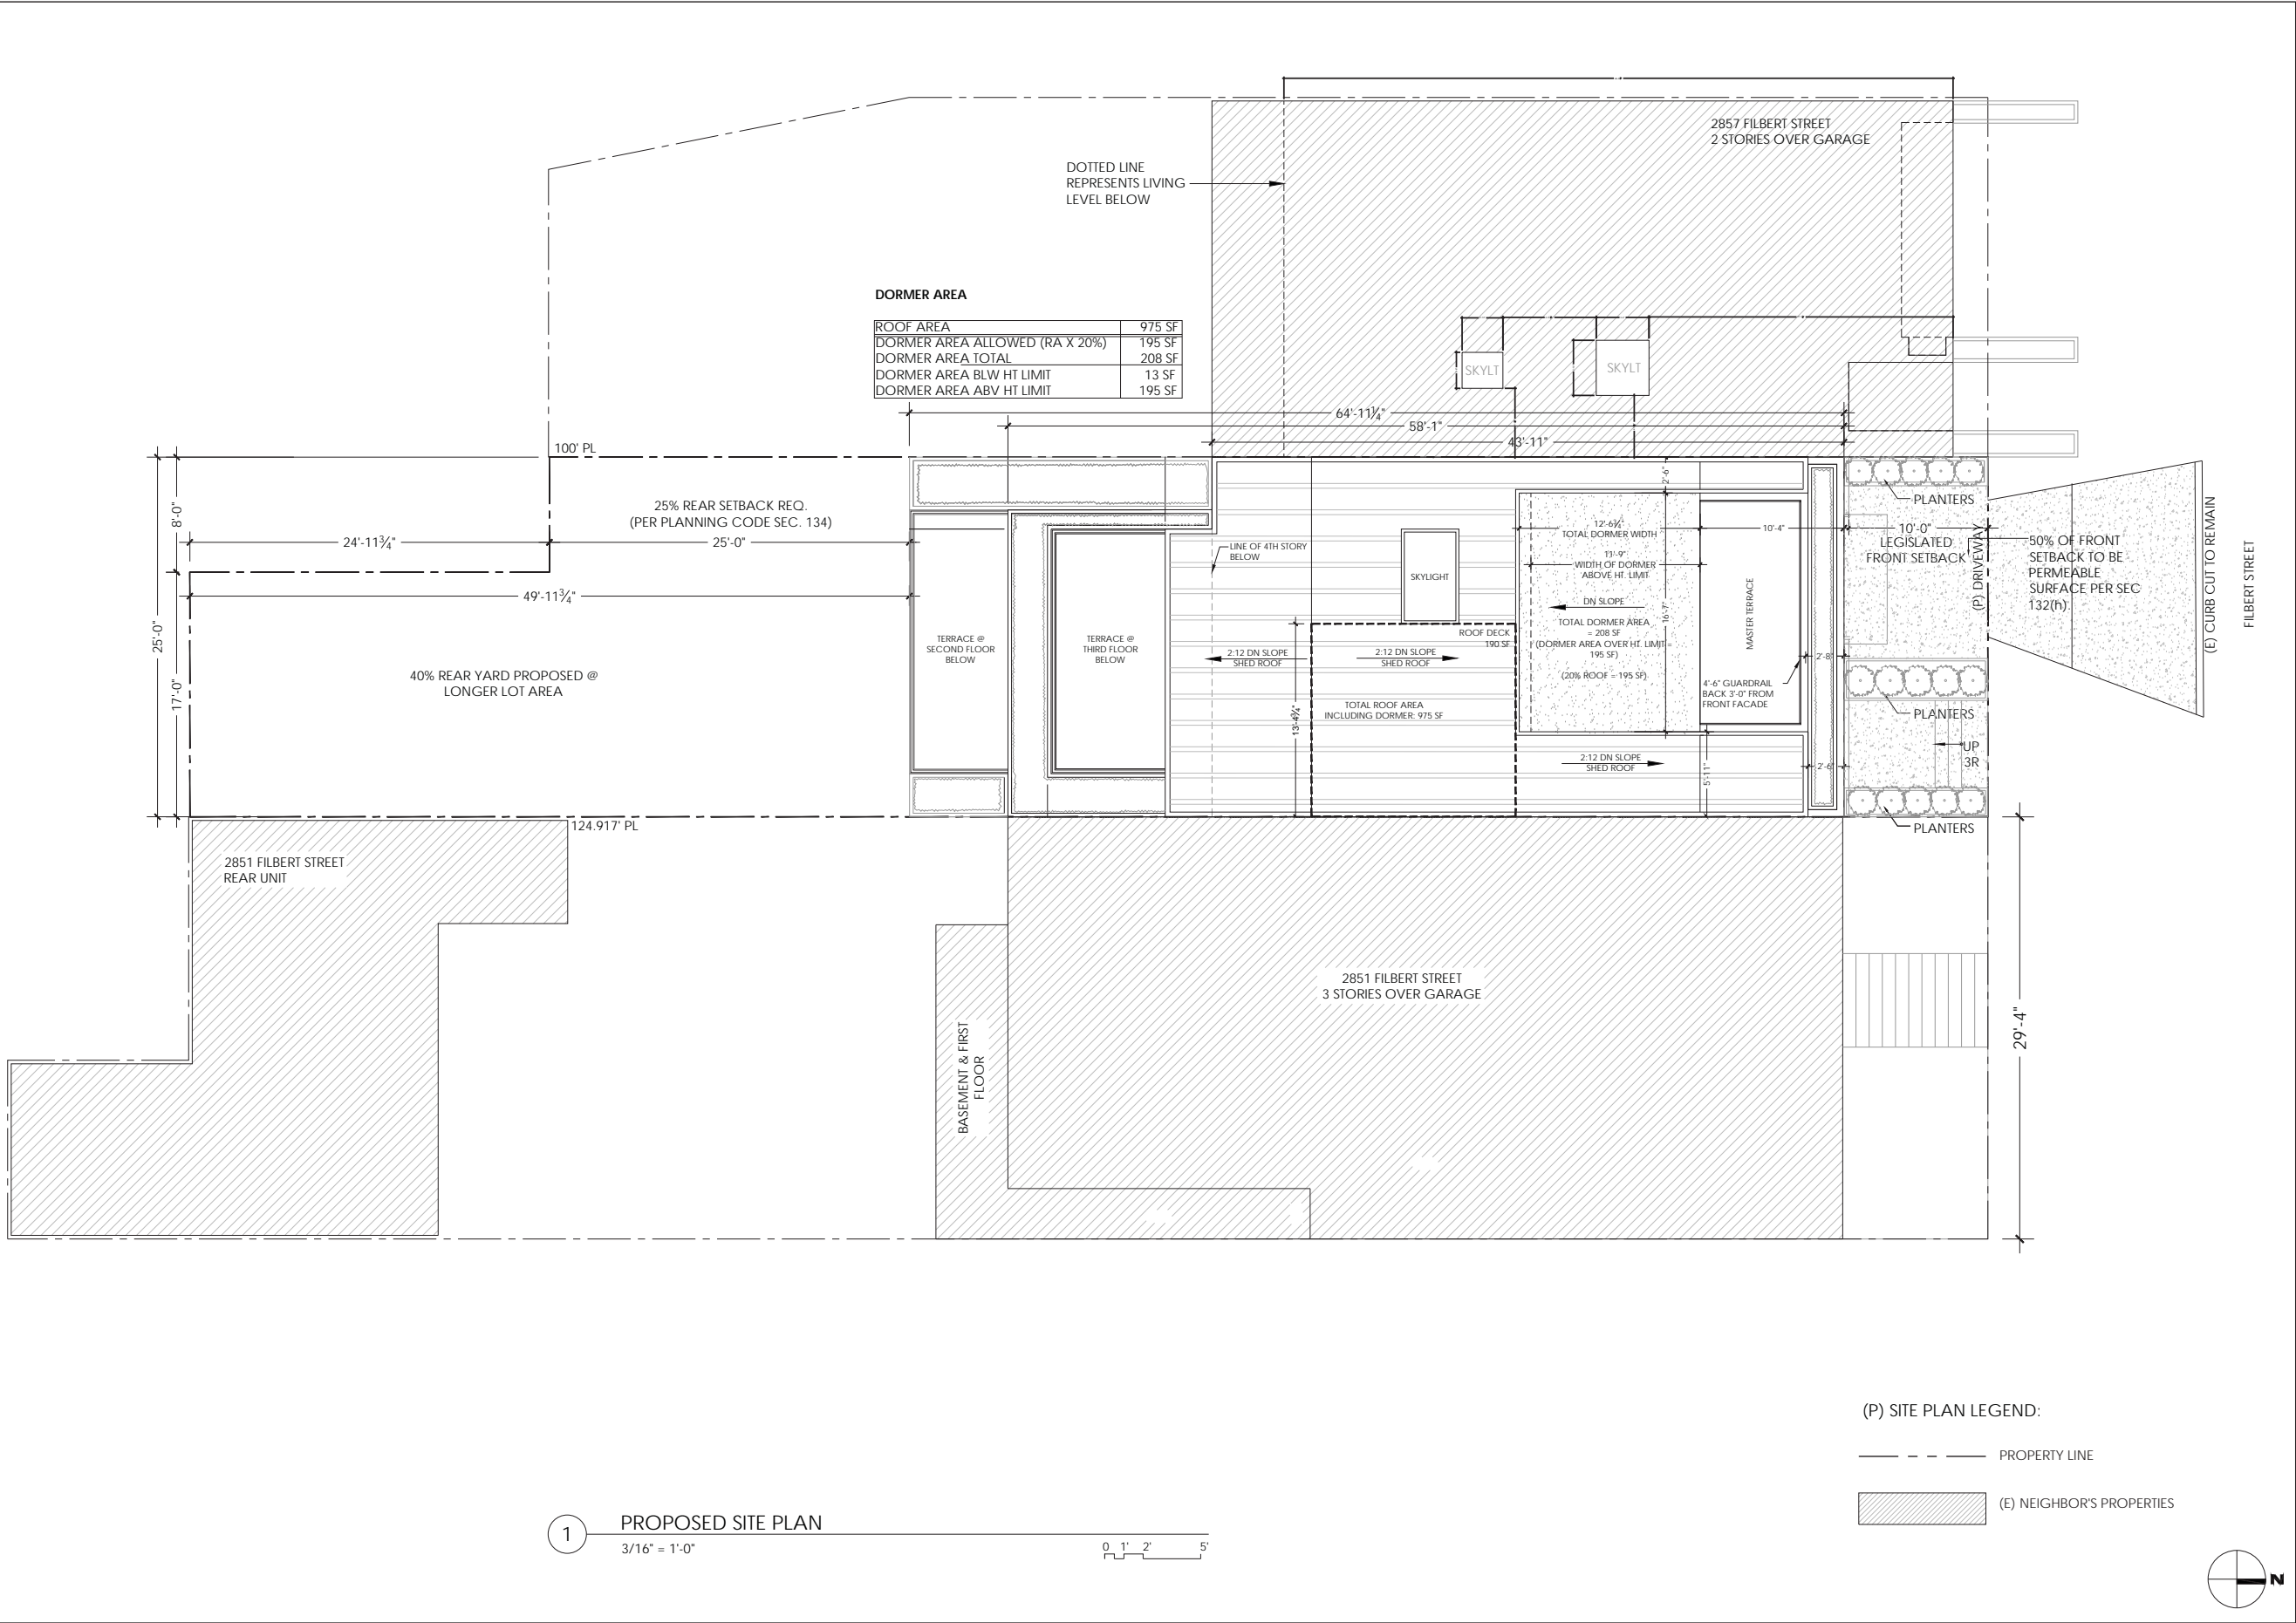 2857 FILBERT STREET
2 STORIES OVER GARAGE
DOTTED LINE
REPRESENTS LIVING
LEVEL BELOW
DORMER AREA
ROOF AREA 975 SF
DORMER AREA ALLOWED (RA X 20%) 195 SF
DORMER AREA TOTAL 208 SF
DORMER AREA BLW HT LIMIT 13 SF
DORMER AREA ABV HT LIMIT 195 SF
SKYLT
SKYLT
64'-11¼"
58'-1"
43'-11"
100' PL
25% REAR SETBACK REQ.
(PER PLANNING CODE SEC. 134)
8'-0"
24'-11¾"
25'-0"
49'-11¾"
25'-0"
17'-0"
40% REAR YARD PROPOSED @
LONGER LOT AREA
TERRACE @
SECOND FLOOR
BELOW
TERRACE @
THIRD FLOOR
BELOW
LINE OF 4TH STORY
BELOW
2:12 DN SLOPE
SHED ROOF
2:12 DN SLOPE
SHED ROOF
13'-4¾"
SKYLIGHT
ROOF DECK
190 SF
TOTAL ROOF AREA
INCLUDING DORMER: 975 SF
2'-6"
12'-6¼"
TOTAL DORMER WIDTH
11'-9"
WIDTH OF DORMER
ABOVE HT. LIMIT
DN SLOPE
16'-7"
TOTAL DORMER AREA
= 208 SF
(DORMER AREA OVER HT. LIMIT =
195 SF)
(20% ROOF = 195 SF)
2:12 DN SLOPE
SHED ROOF
5'-11"
10'-4"
MASTER TERRACE
4'-6" GUARDRAIL
BACK 3'-0" FROM
FRONT FACADE
2'-8"
2'-6"
PLANTERS
10'-0"
LEGISLATED
FRONT SETBACK
(P) DRIVEWAY
50% OF FRONT
SETBACK TO BE
PERMEABLE
SURFACE PER SEC
132(h).
PLANTERS
UP
3R
PLANTERS
(E) CURB CUT TO REMAIN
FILBERT STREET
124.917' PL
2851 FILBERT STREET
REAR UNIT
BASEMENT & FIRST
FLOOR
2851 FILBERT STREET
3 STORIES OVER GARAGE
29'-4"
(P) SITE PLAN LEGEND:
PROPERTY LINE
(E) NEIGHBOR'S PROPERTIES
1
PROPOSED SITE PLAN
3/16" = 1'-0"
0 1' 2' 5'
N